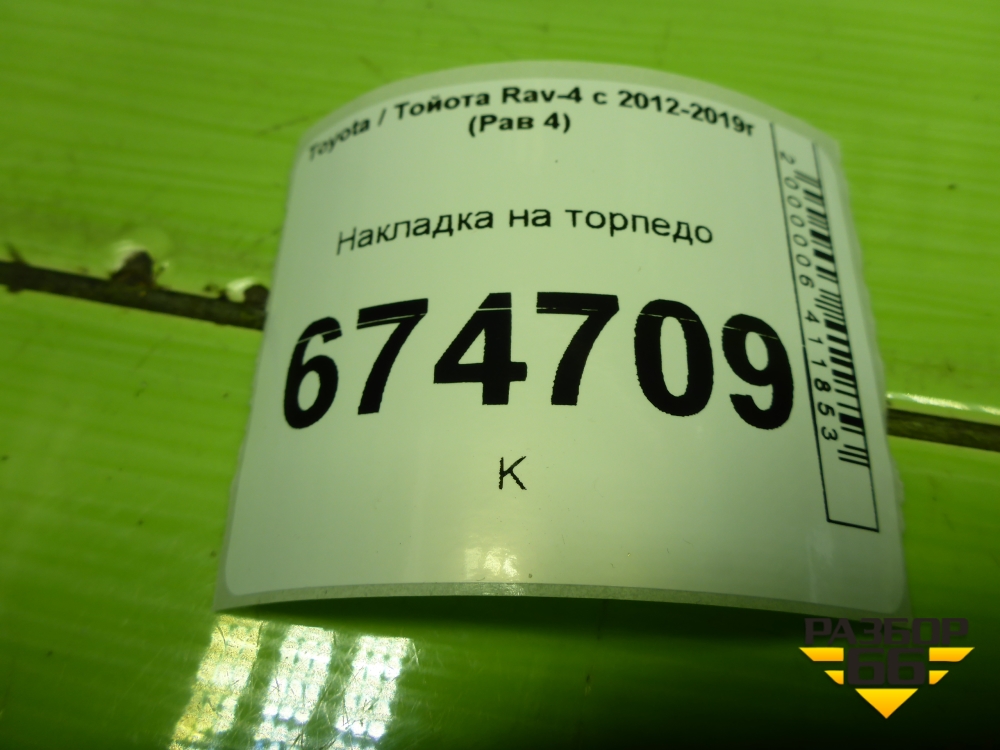 Toyota / Тойота Rav-4 с 2012-2019г
(Рав 4)
Накладка на торпедо
674709
К
2000006411853
РАЗБОР
66